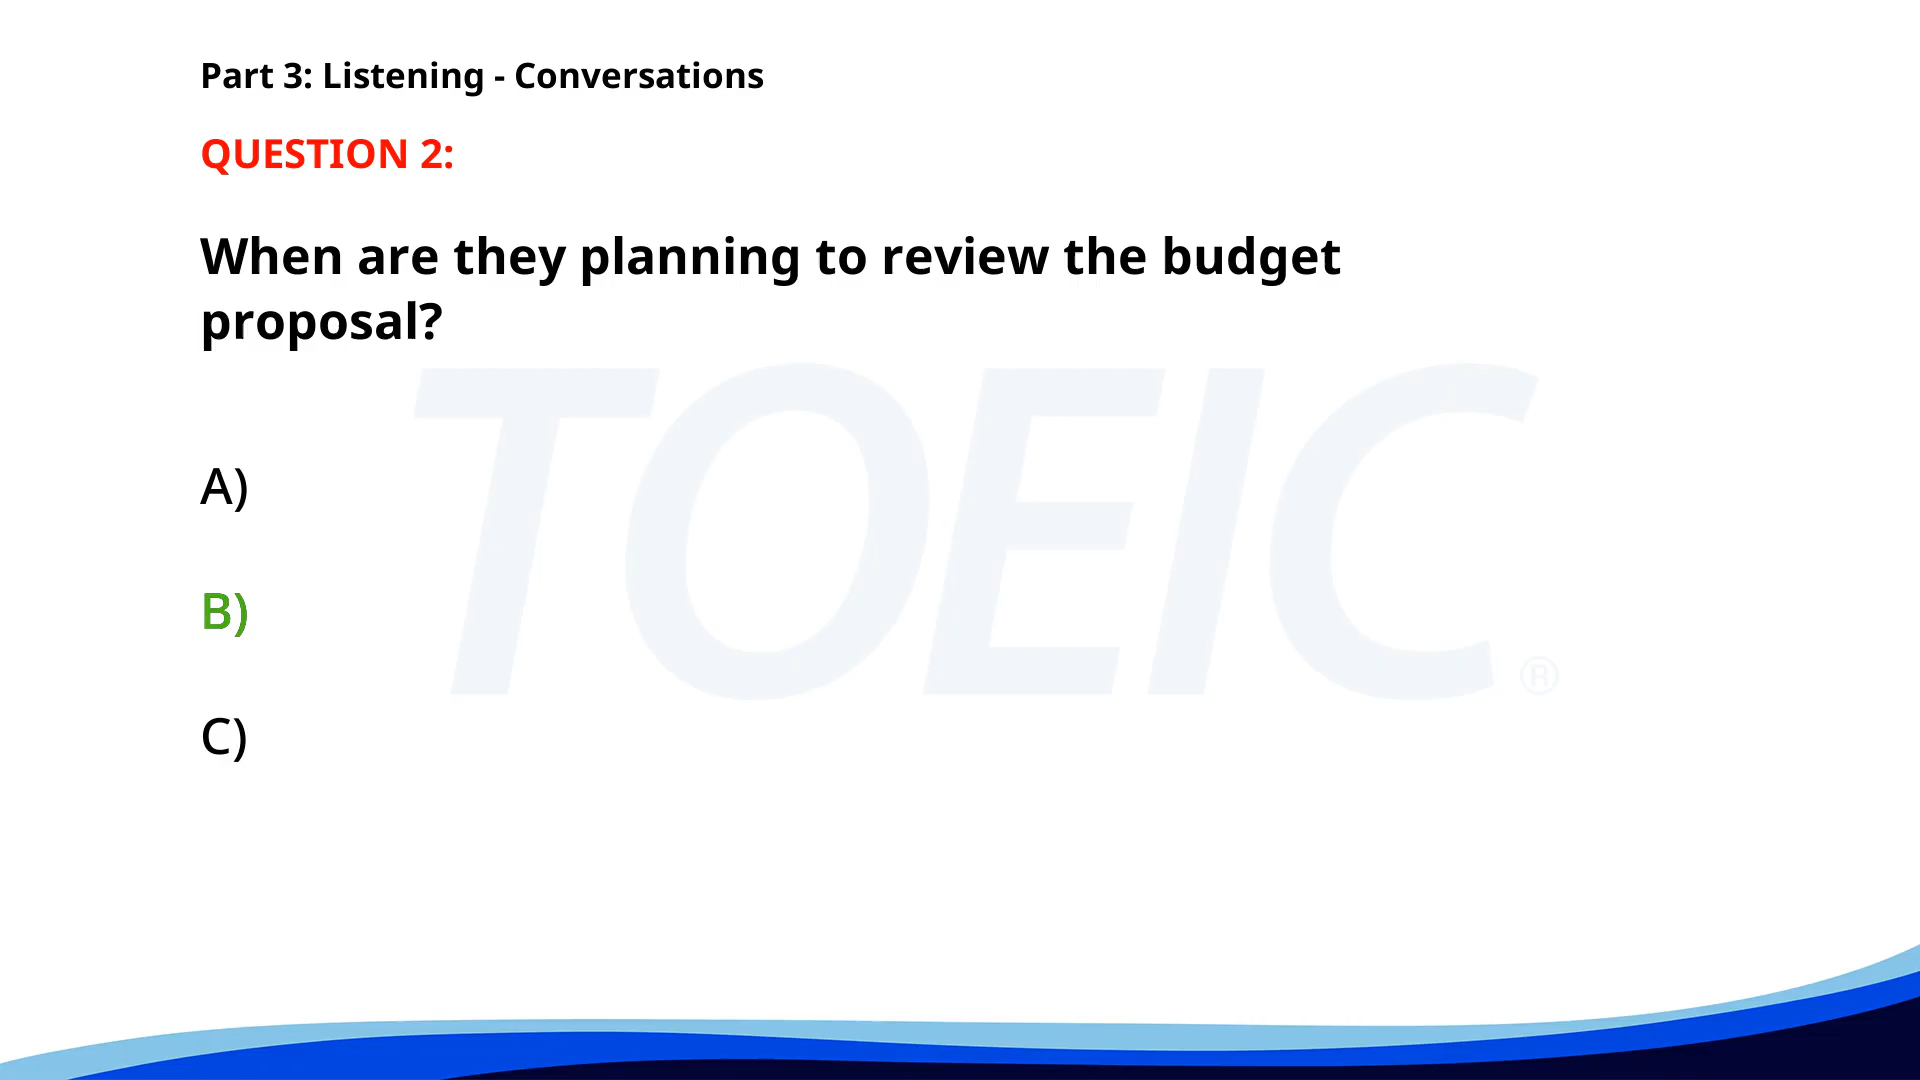 Part 3: Listening - Conversations
QUESTION 2:
When are they planning to review the budget
proposal?
TOEIC®
A)
B)
C)